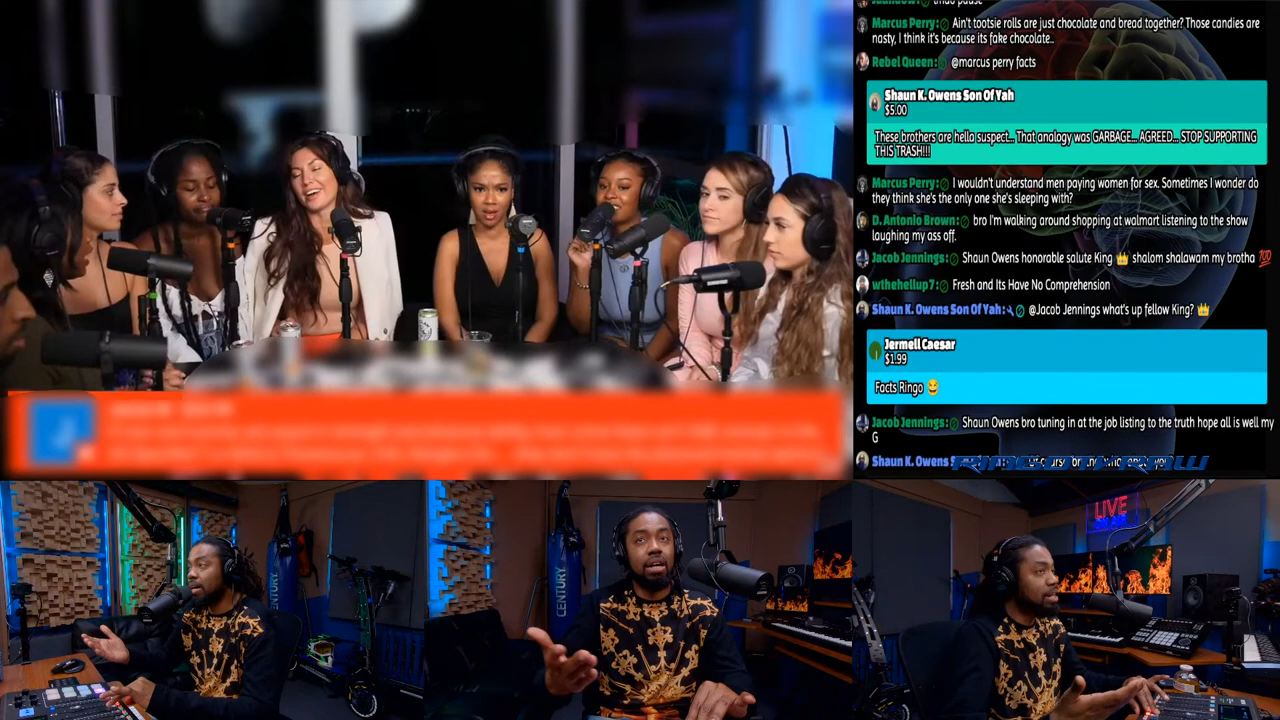 Marcus Perry: Ain't tootsie rolls are just chocolate and bread together? Those candies are
nasty, I think it's because its fake chocolate..
Rebel Queen: @marcus perry facts
Shaun K. Owens Son Of Yah
$5.00
These brothers are hella suspect... That analogy was GARBAGE... AGREED... STOP SUPPORTING
THIS TRASH!!!
Marcus Perry: I wouldn't understand men paying women for sex. Sometimes I wonder do
they think she's the only one she's sleeping with?
D. Antonio Brown: bro I'm walking around shopping at walmart listening to the show
laughing my ass off.
Jacob Jennings: Shaun Owens honorable salute King 👑 shalom shalawam my brotha 💯
wthehellup7: Fresh and Its Have No Comprehension
Shaun K. Owens Son Of Yah: @Jacob Jennings what's up fellow King? 👑
Jermell Caesar
$1.99
Facts Ringo 😂
Jacob Jennings: Shaun Owens bro tuning in at the job listing to the truth hope all is well my
G
Shaun K. Owens
CENTURY
CENTURY
LIVE
ON AIR